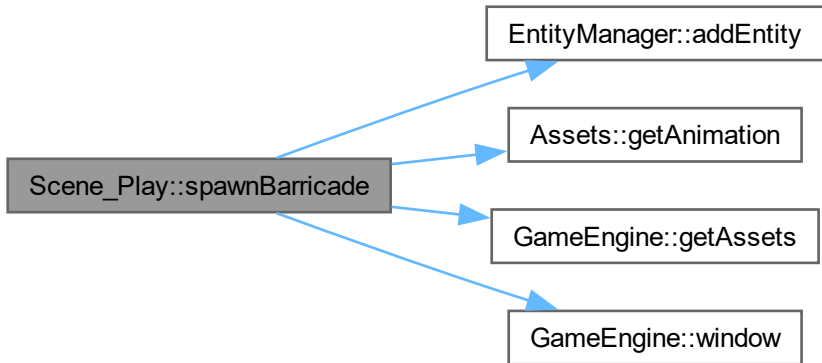 EntityManager::addEntity
Assets::getAnimation
Scene_Play::spawnBarricade
GameEngine::getAssets
GameEngine::window